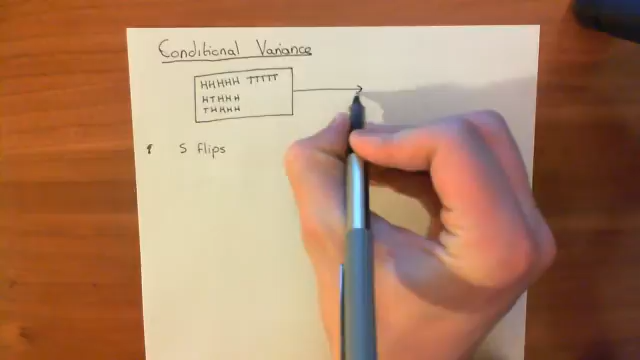 Conditional Variance
HHHHH TTTTT
HTHHH
THHHH
5 flips